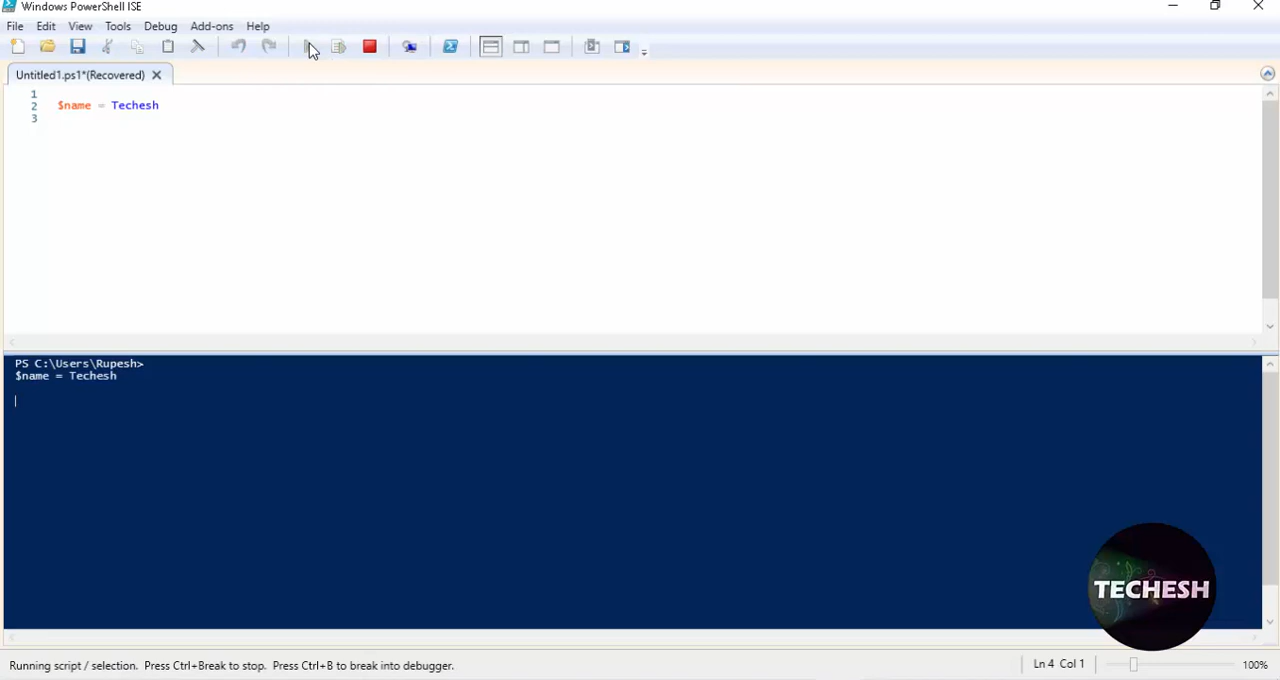 Windows PowerShell ISE
File Edit View Tools Debug Add-ons Help
Untitled1.ps1*(Recovered)
1
2 $name = Techesh
3
PS C:\Users\Rupesh>
$name = Techesh
TECHESH
Running script / selection. Press Ctrl+Break to stop. Press Ctrl+B to break into debugger.
Ln 4 Col 1
100%